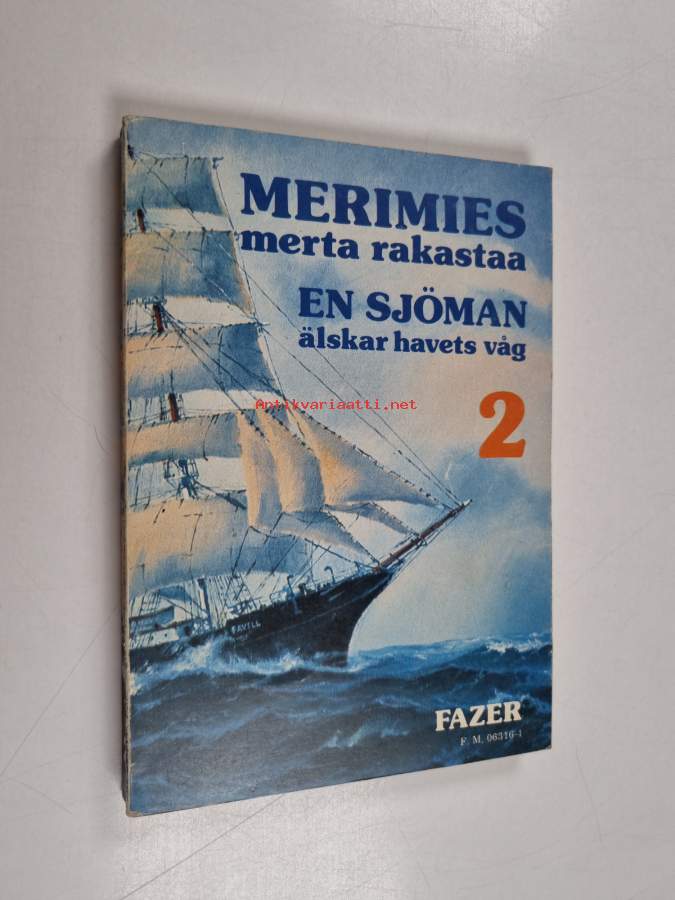 MERIMIES
merta rakastaa
EN SJÖMAN
älskar havets våg
Antikvariaatti.net
2
FAVELL
FAZER
F. M. 06316-1